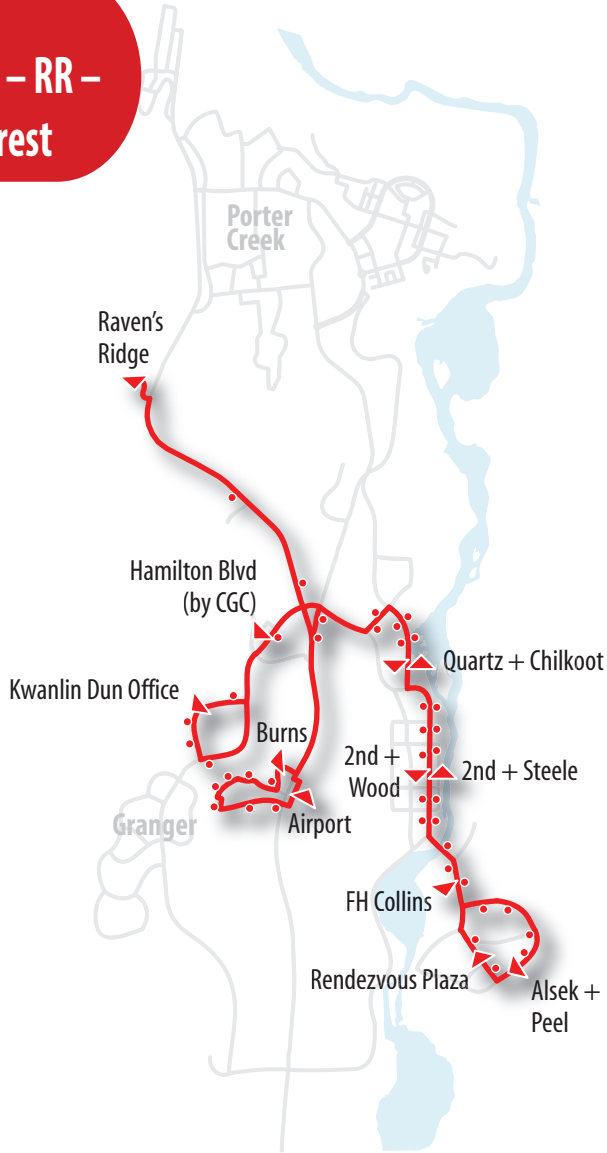 – RR –
rest
Porter
Creek
Raven's
Ridge
Hamilton Blvd
(by CGC)
Quartz + Chilkoot
Kwanlin Dun Office
Burns
2nd +
Wood
2nd + Steele
Granger
Airport
FH Collins
Rendezvous Plaza
Alsek +
Peel